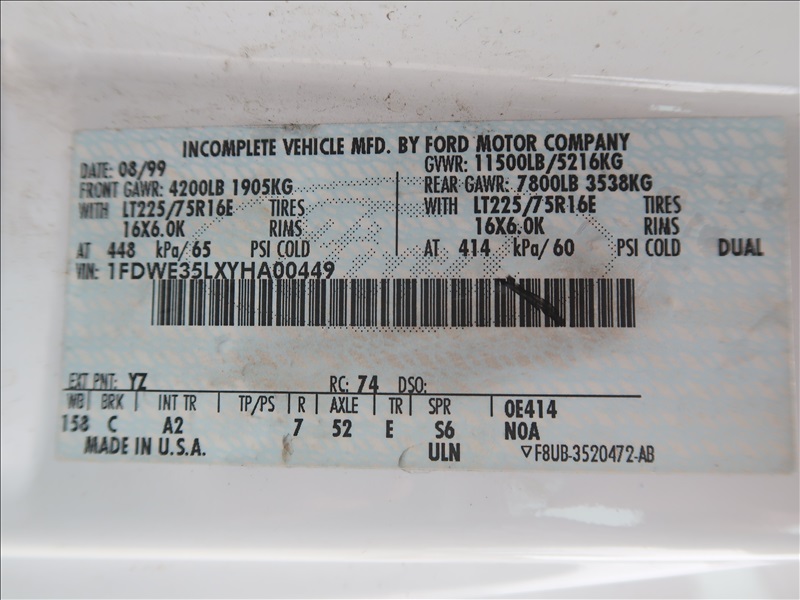 INCOMPLETE VEHICLE MFD. BY FORD MOTOR COMPANY
DATE: 08/99 GVWR: 11500LB/5216KG
FRONT GAWR: 4200LB 1905KG REAR GAWR: 7800LB 3538KG
WITH LT225/75R16E TIRES WITH LT225/75R16E TIRES
16X6.0K RIMS 16X6.0K RIMS
AT 448 kPa/65 PSI COLD AT 414 kPa/60 PSI COLD DUAL
VIN: 1FDWE35LXYHA00449
EXT PNT: YZ RC: 74 DSO:
WB BRK INT TR TP/PS R AXLE TR SPR 0E414
158 C A2 7 52 E S6 N0A
MADE IN U.S.A. ULN ▽F8UB-3520472-AB